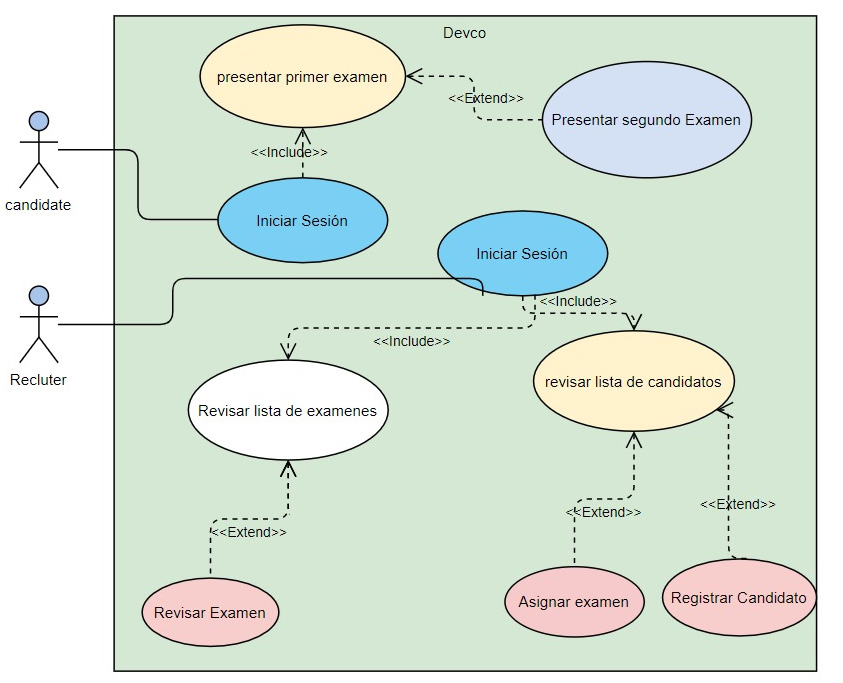 Devco
presentar primer examen
<<Extend>>
Presentar segundo Examen
<<Include>>
candidate
Iniciar Sesión
Iniciar Sesión
<<Include>>
<<Include>>
Recluter
revisar lista de candidatos
Revisar lista de examenes
<<Extend>>
<<Extend>>
<<Extend>>
Revisar Examen
Asignar examen
Registrar Candidato